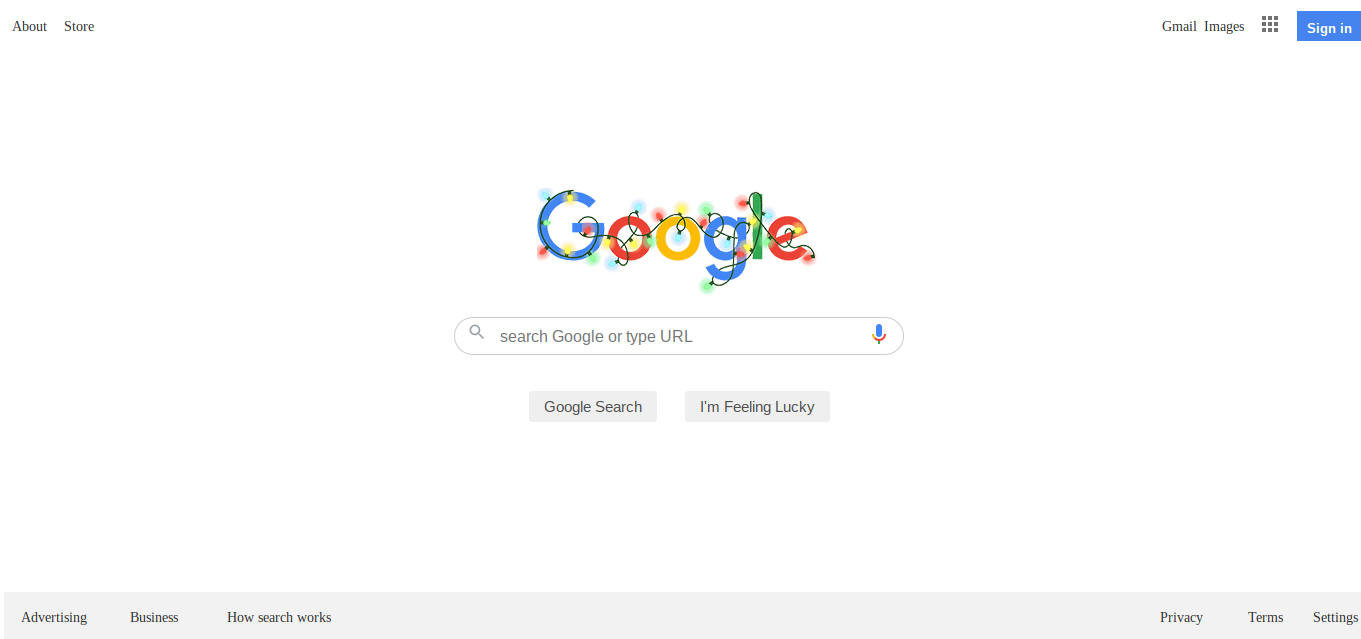 About Store Gmail Images Sign in
Google
search Google or type URL
Google Search I'm Feeling Lucky
Advertising Business How search works Privacy Terms Settings